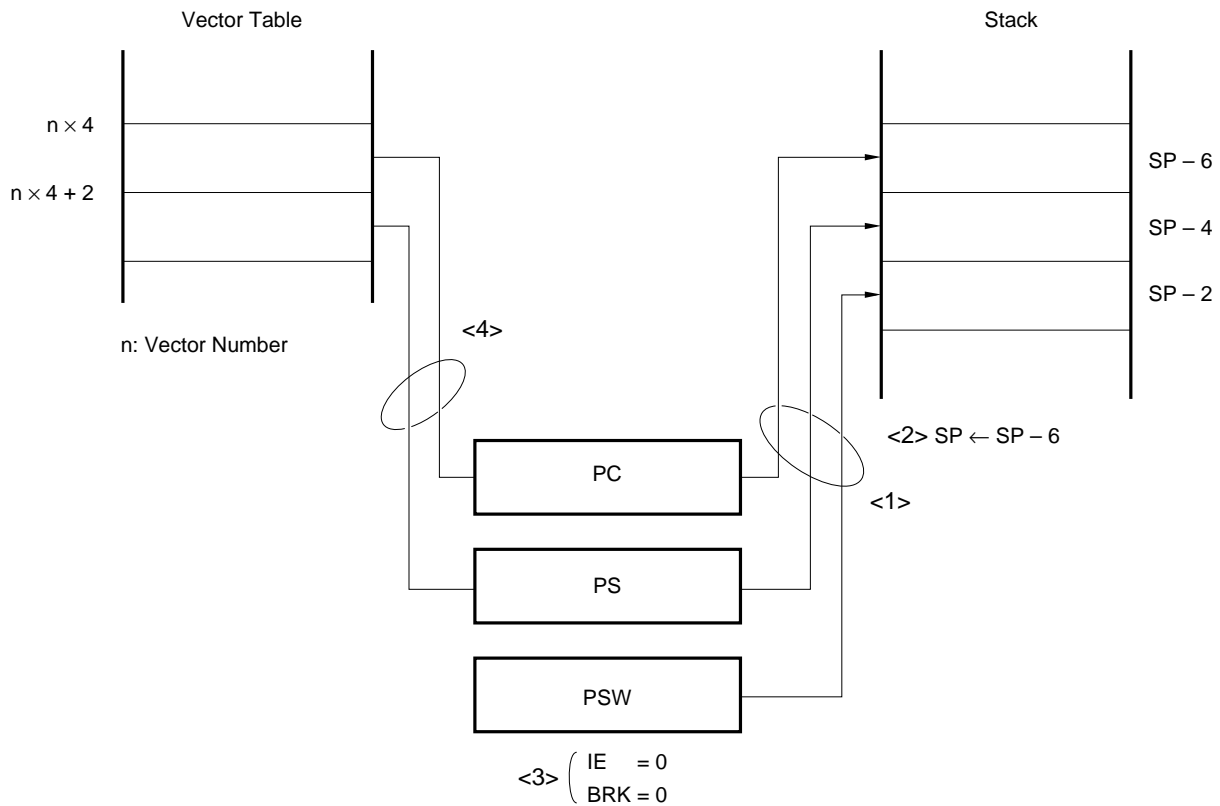 Vector Table
Stack
n × 4
SP – 6
n × 4 + 2
SP – 4
SP – 2
n: Vector Number
<4>
<2> SP ← SP – 6
PC
<1>
PS
PSW
<3> IE = 0
BRK = 0